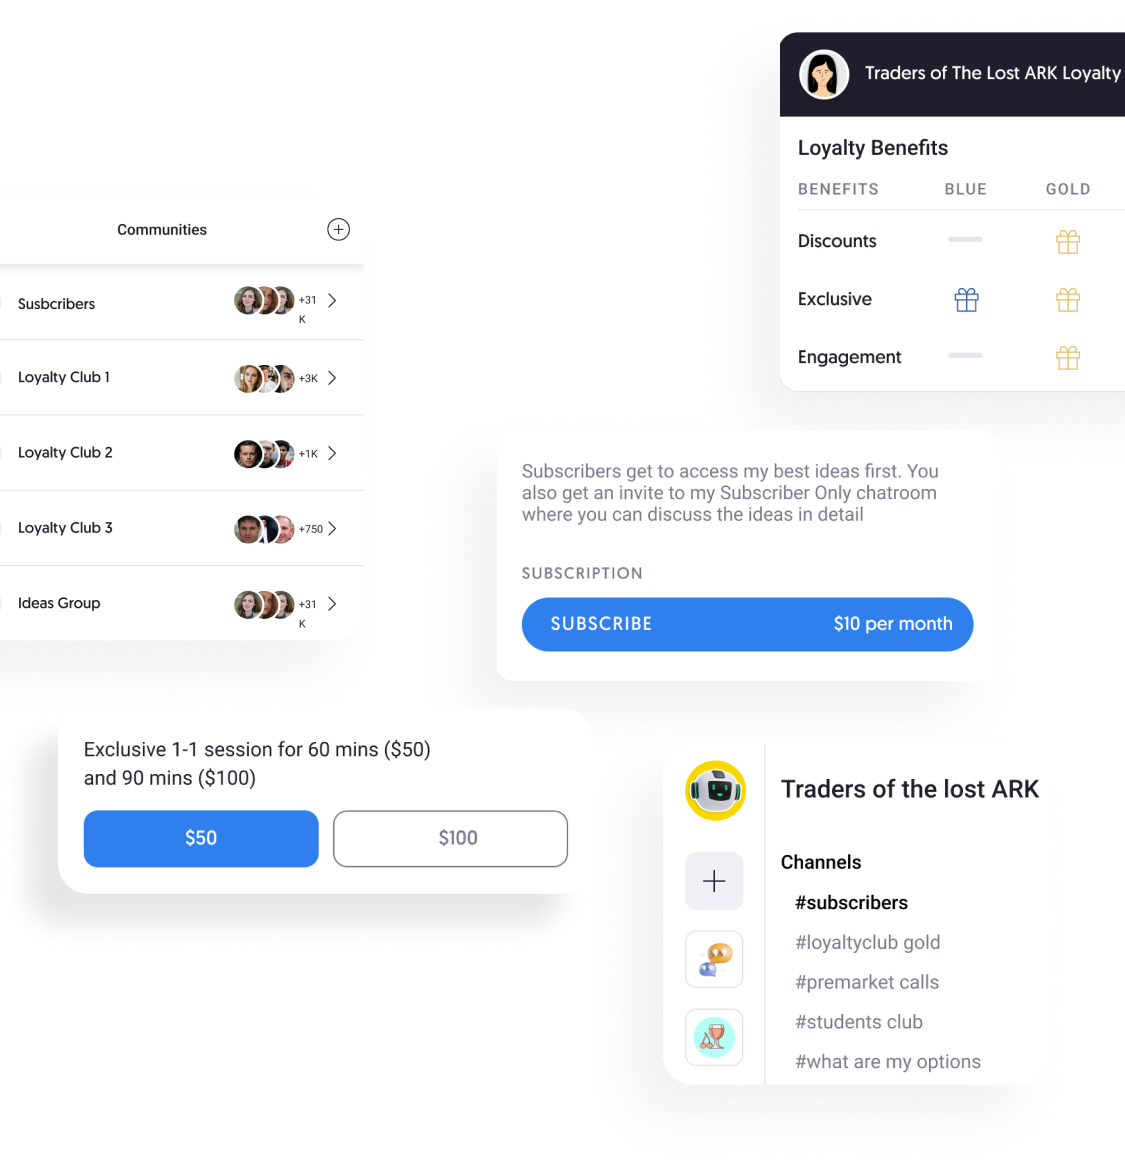 Traders of The Lost ARK Loyalty
Loyalty Benefits
BENEFITS BLUE GOLD
Discounts
Exclusive
Engagement
Communities
Susbcribers +31
K
Loyalty Club 1 +3K
Loyalty Club 2 +1K
Loyalty Club 3 +750
Ideas Group +31
K
Subscribers get to access my best ideas first. You
also get an invite to my Subscriber Only chatroom
where you can discuss the ideas in detail
SUBSCRIPTION
SUBSCRIBE $10 per month
Exclusive 1-1 session for 60 mins ($50)
and 90 mins ($100)
$50 $100
Traders of the lost ARK
Channels
#subscribers
#loyaltyclub gold
#premarket calls
#students club
#what are my options